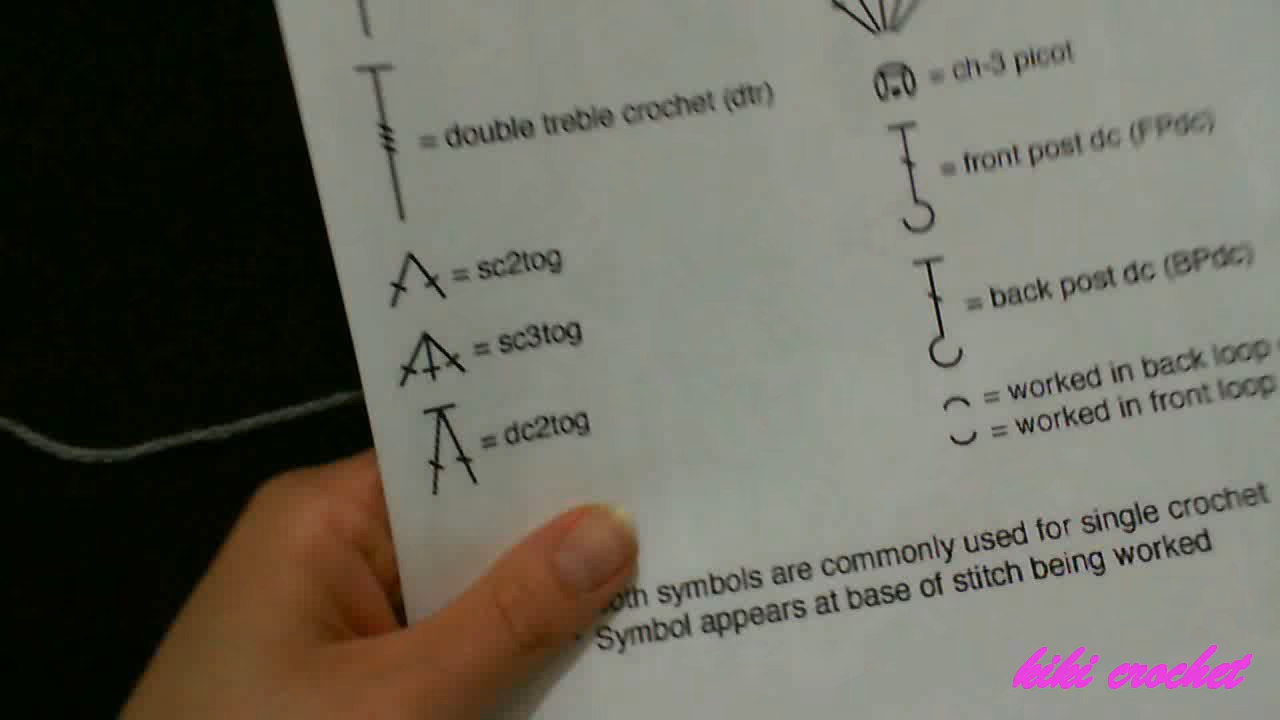 = double treble crochet (dtr)
= sc2tog
= sc3tog
= dc2tog
= ch-3 picot
= front post dc (FPdc)
= back post dc (BPdc)
= worked in back loop
= worked in front loop
symbols are commonly used for single crochet
Symbol appears at base of stitch being worked
kiki crochet